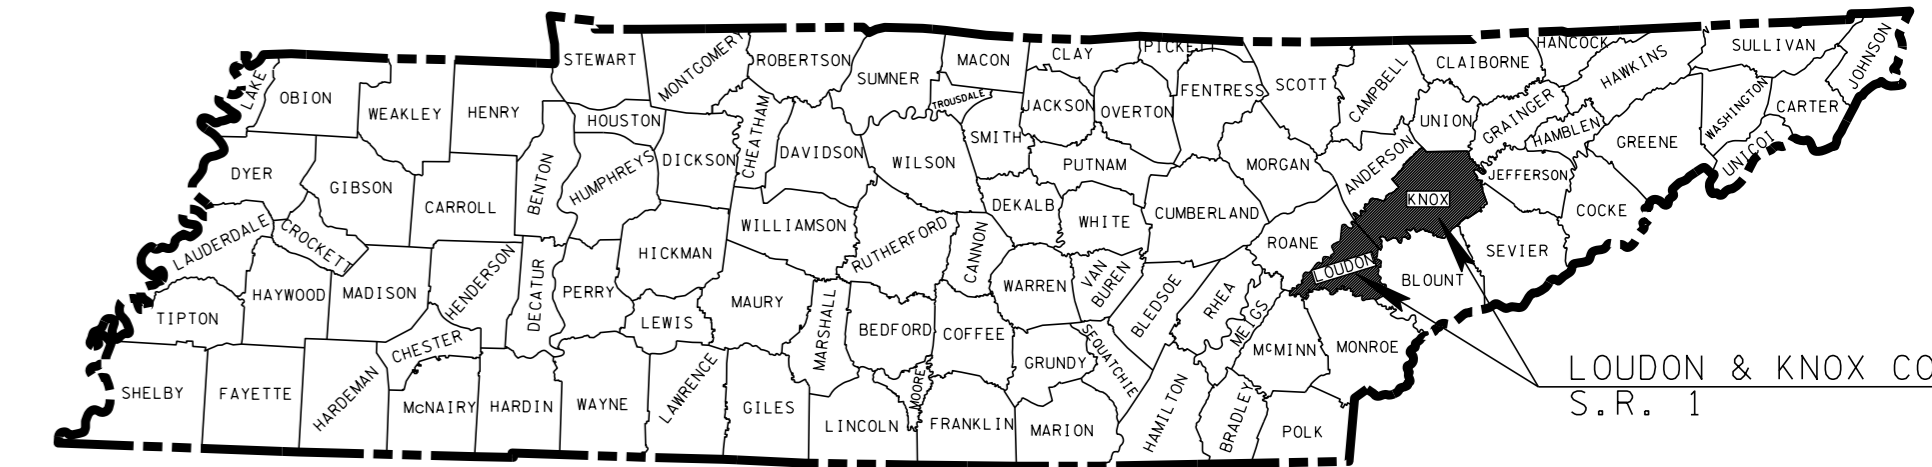 LAKE
OBION
WEAKLEY
HENRY
STEWART
MONTGOMERY
ROBERTSON
SUMNER
MACON
CLAY
PICKETT
SCOTT
CAMPBELL
CLAIBORNE
HANCOCK
HAWKINS
SULLIVAN
JOHNSON
HOUSTON
CHEATHAM
TROUSDALE
JACKSON
OVERTON
FENTRESS
UNION
GRAINGER
HAMBLEN
GREENE
WASHINGTON
CARTER
UNICOI
DYER
GIBSON
CARROLL
BENTON
HUMPHREYS
DICKSON
DAVIDSON
WILSON
SMITH
PUTNAM
MORGAN
ANDERSON
KNOX
JEFFERSON
COCKE
LAUDERDALE
CROCKETT
HENDERSON
DECATUR
PERRY
HICKMAN
WILLIAMSON
RUTHERFORD
CANNON
DEKALB
WHITE
CUMBERLAND
ROANE
LOUDON
BLOUNT
SEVIER
TIPTON
HAYWOOD
MADISON
CHESTER
LEWIS
MAURY
MARSHALL
BEDFORD
COFFEE
WARREN
VAN
BUREN
BLEDSOE
RHEA
MEIGS
McMINN
MONROE
SHELBY
FAYETTE
HARDEMAN
McNAIRY
HARDIN
WAYNE
LAWRENCE
GILES
LINCOLN
MOORE
FRANKLIN
GRUNDY
SEQUATCHIE
MARION
HAMILTON
BRADLEY
POLK
LOUDON & KNOX CO
S.R. 1